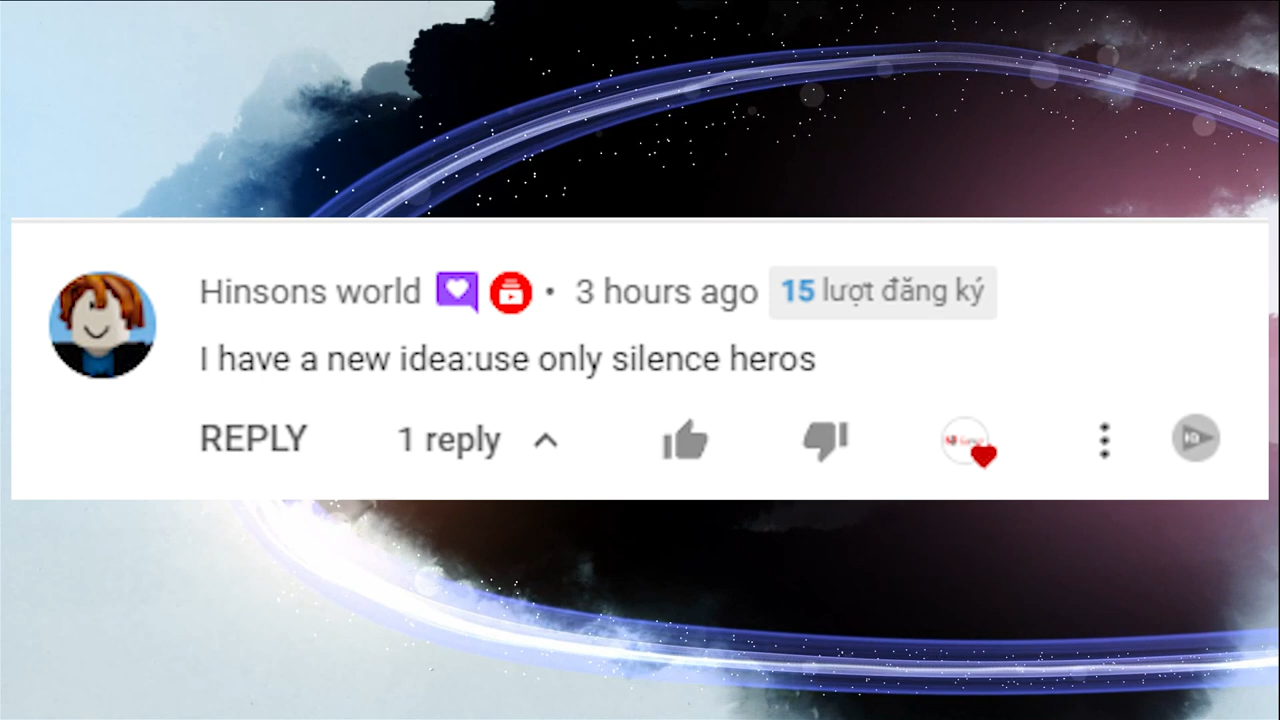 Hinsons world • 3 hours ago 15 lượt đăng ký
I have a new idea:use only silence heros
REPLY 1 reply